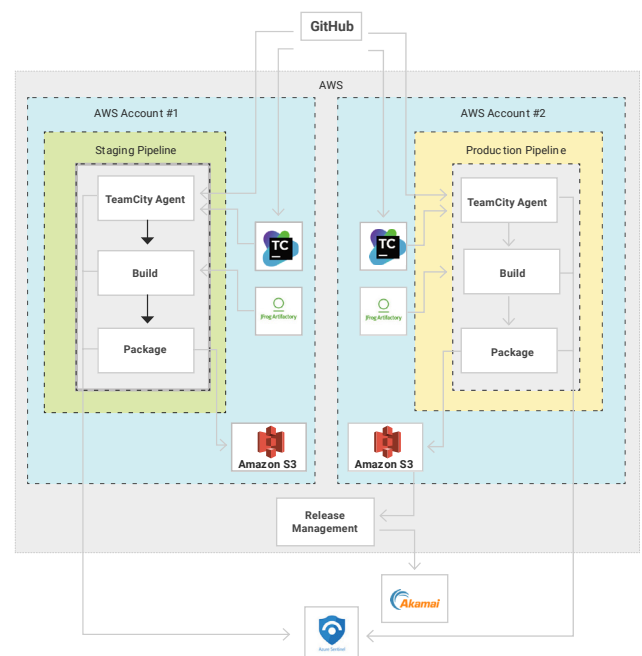 GitHub
AWS
AWS Account #1
AWS Account #2
Staging Pipeline
Production Pipeline
TeamCity Agent
TeamCity Agent
TC
TC
Build
Build
JFrog Artifactory
JFrog Artifactory
Package
Package
Amazon S3
Amazon S3
Release
Management
Akamai
Azure Sentinel